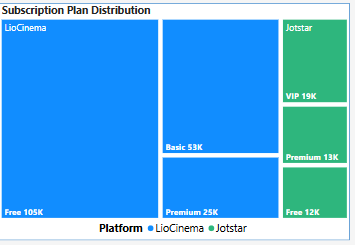 Subscription Plan Distribution
LioCinema
Jotstar
VIP 19K
Basic 53K
Premium 13K
Free 105K
Premium 25K
Free 12K
Platform LioCinema Jotstar